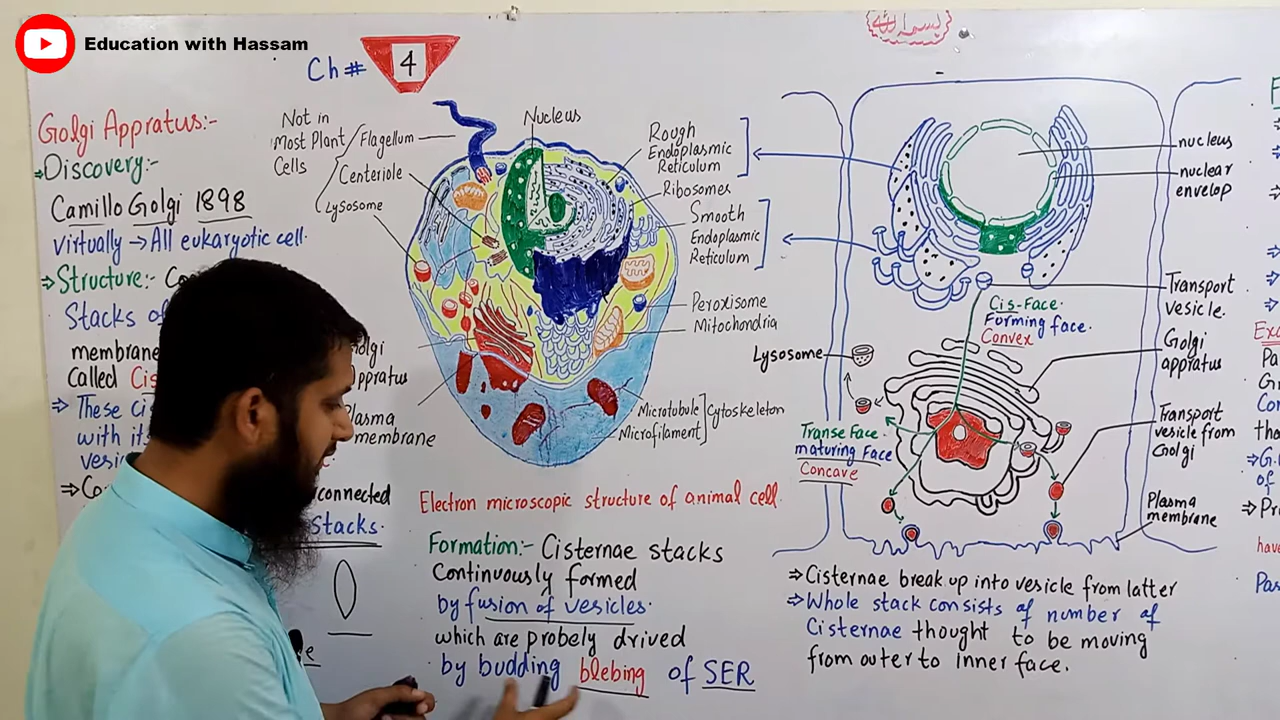 Education with Hassam
Ch# 4
Golgi Appratus:-
⇒Discovery:-
Camillo Golgi 1898
virtually → All eukaryotic cell.
⇒Structure:-
Stacks
membrane
called
⇒ These
with its
⇒
connected
Stacks.
Not in
most Plant
Cells
Flagellum
Centeriole
Lysosome
Nucleus
Rough
Endoplasmic
Reticulum
Ribosomes
Smooth
Endoplasmic
Reticulum
Peroxisome
Mitochondria
Microtubule
Microfilament
Cytoskeleton
Golgi
appratus
Plasma
membrane
Electron microscopic structure of animal cell.
Formation:- Cisternae stacks
Continuously formed
by fusion of vesicles.
which are probely drived
by budding blebing of SER
بسم اللہ
nucleus
nuclear
envelop
Transport
vesicle.
Cis-Face.
Forming face.
Convex
Golgi
appratus
Lysosome
Transe Face.
maturing Face
Concave
Transport
vesicle from
Golgi
Plasma
membrane
⇒Cisternae break up into vesicle from latter
⇒Whole stack consists of number of
Cisternae thought to be moving
from outer to inner face.